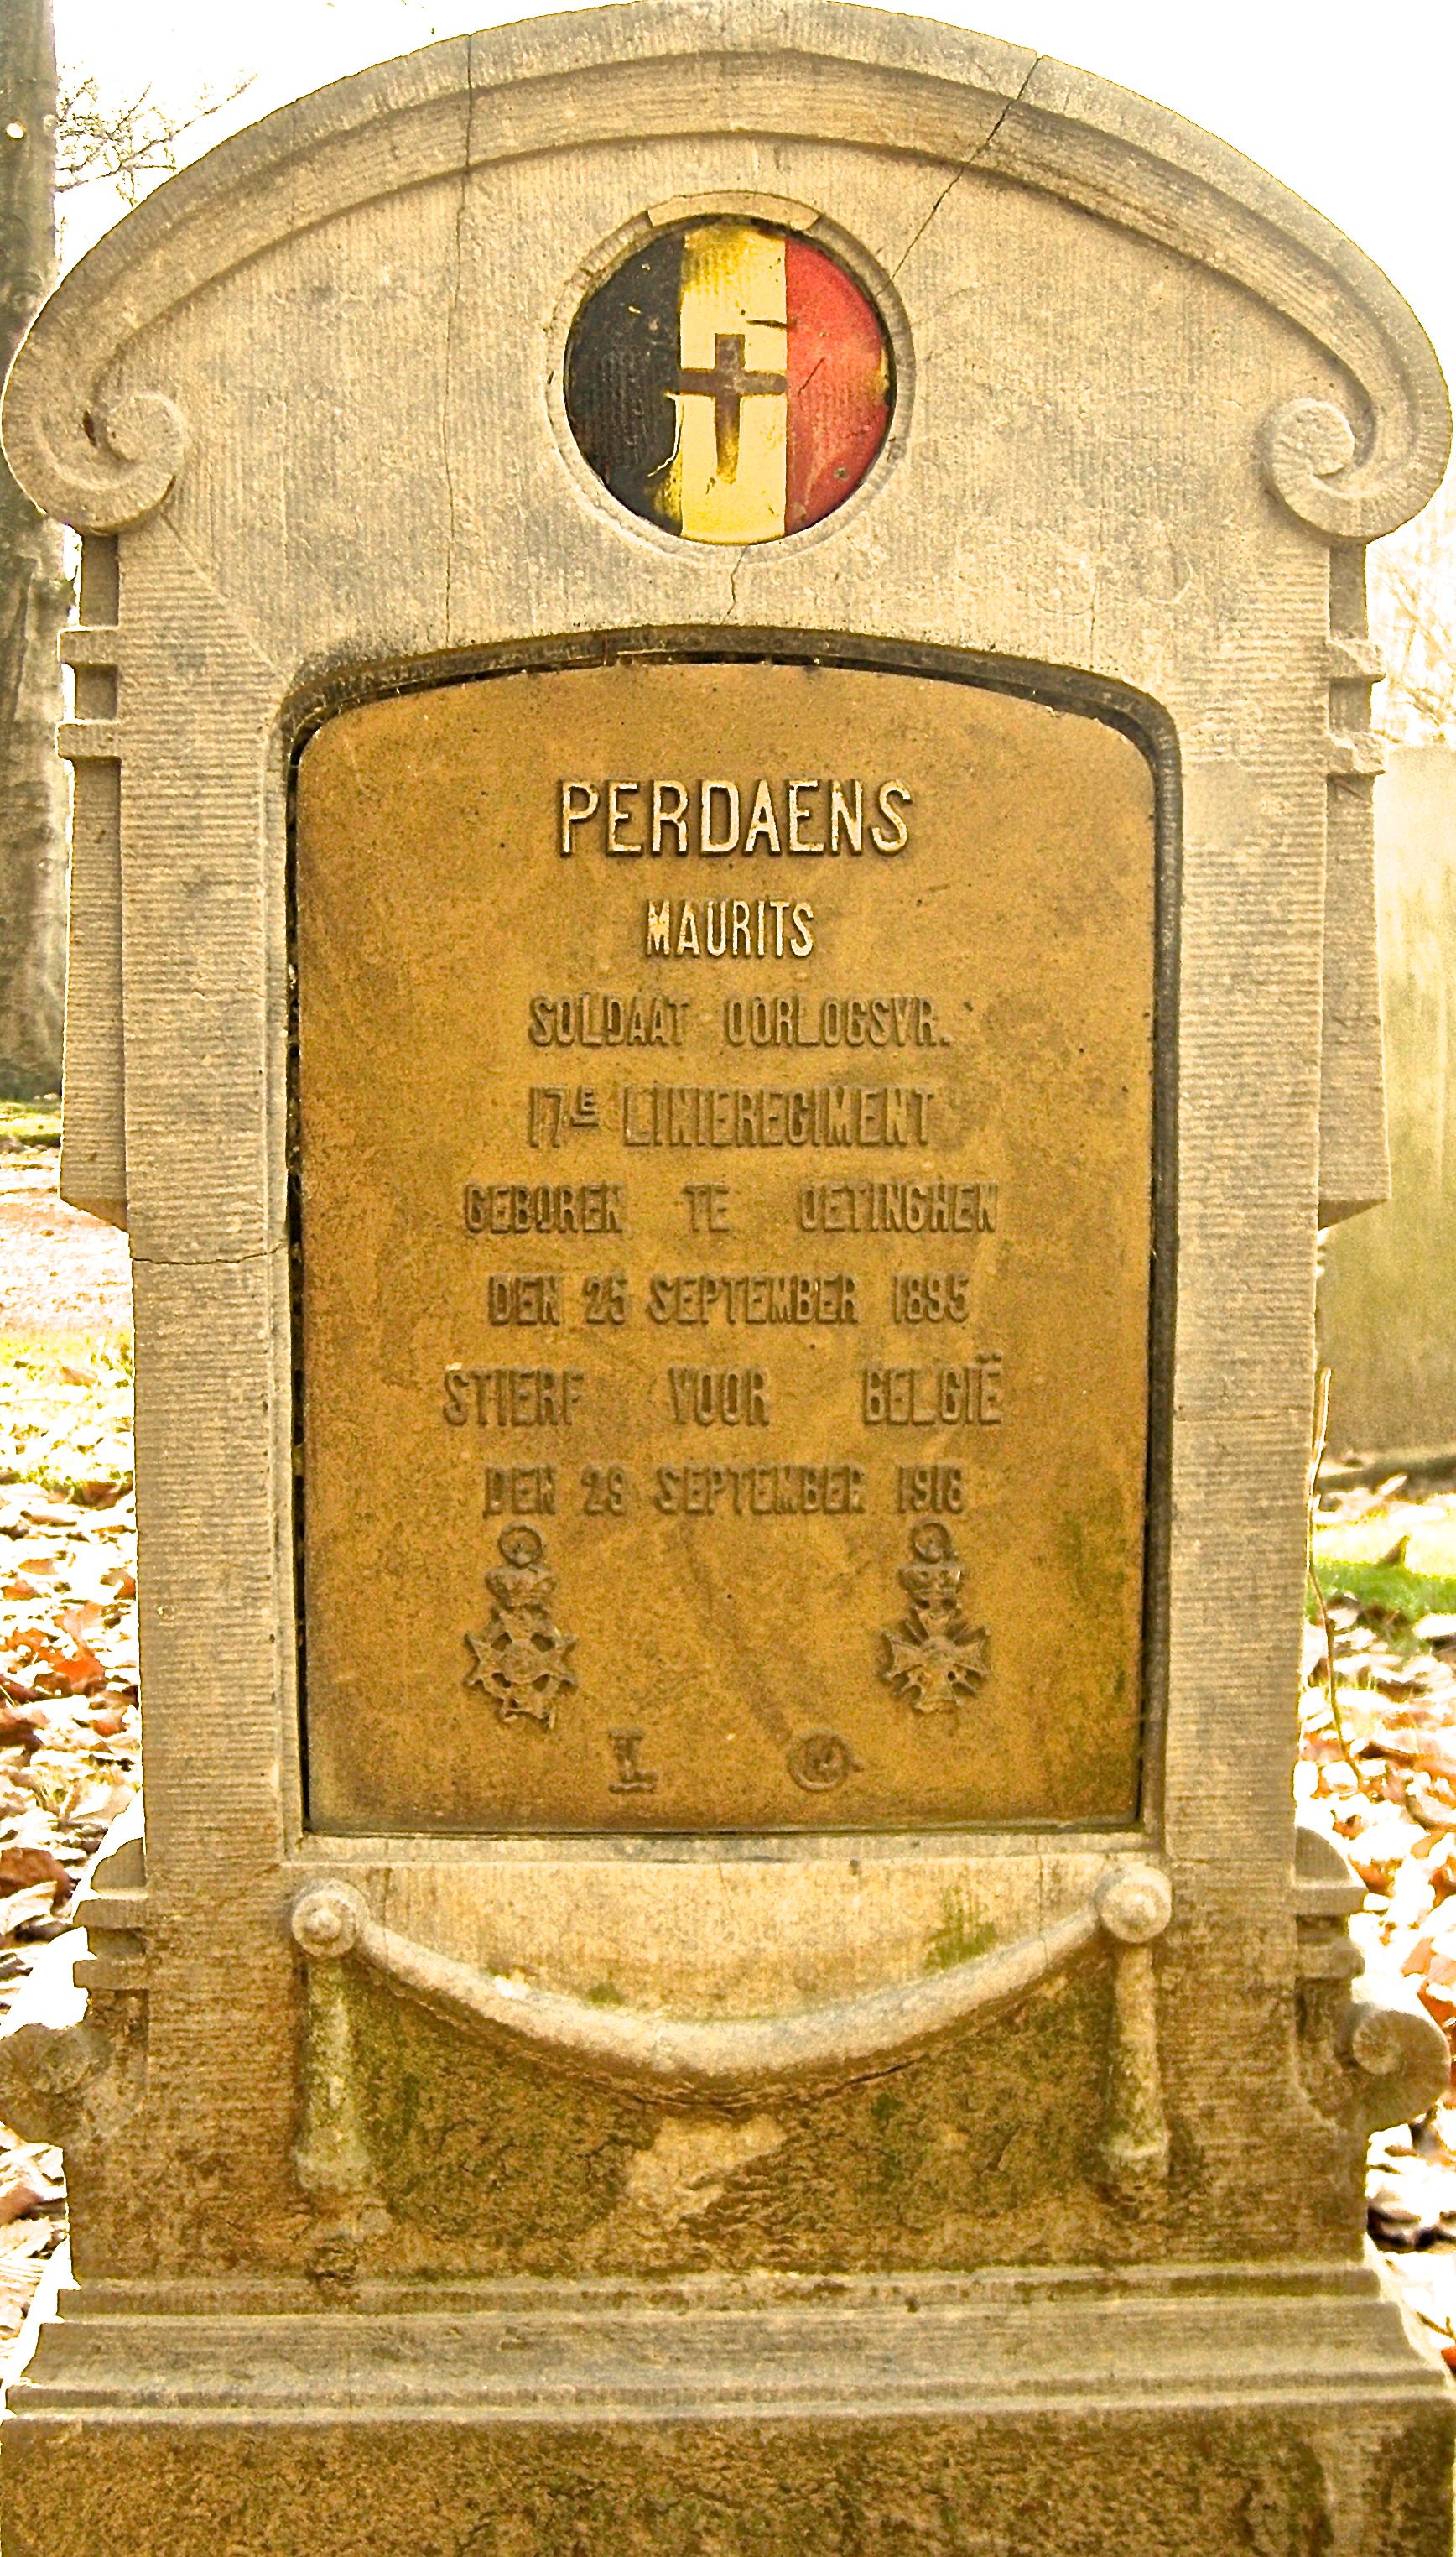 PERDAENS
MAURITS
SOLDAAT OORLOGSVR.
17E LINIEREGIMENT
GEBOREN TE OETINGHEN
DEN 25 SEPTEMBER 1895
STIERF VOOR BELGIË
DEN 29 SEPTEMBER 1918